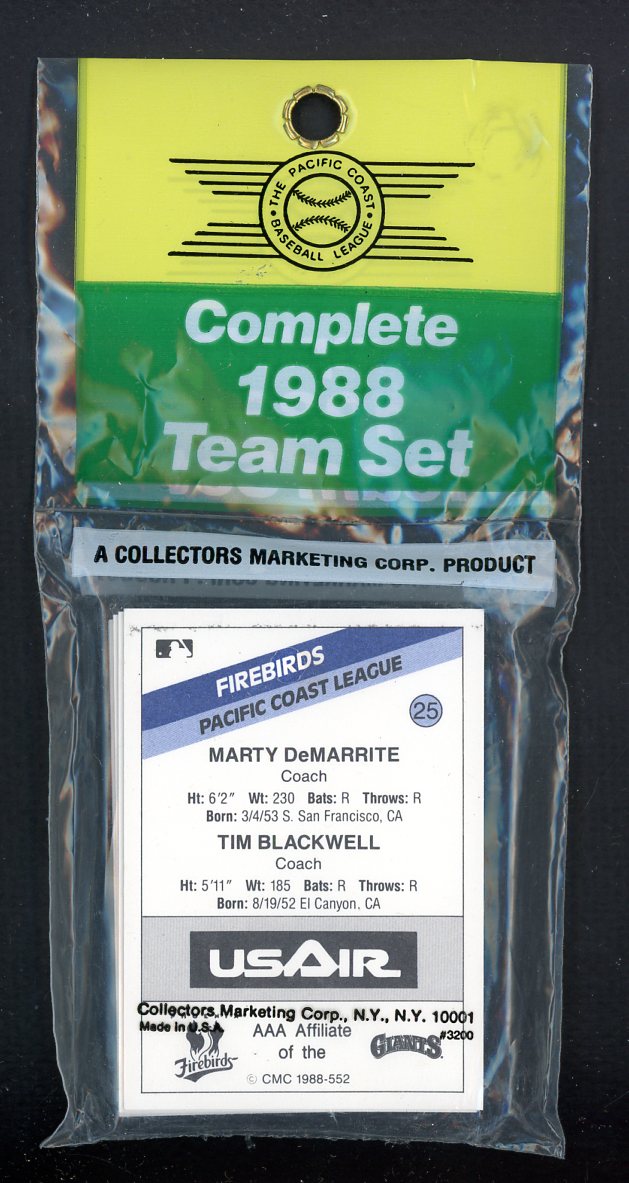 THE PACIFIC COAST
BASEBALL LEAGUE
Complete
1988
Team Set
A COLLECTORS MARKETING CORP. PRODUCT
FIREBIRDS
PACIFIC COAST LEAGUE
25
MARTY DeMARRITE
Coach
Ht: 6'2" Wt: 230 Bats: R Throws: R
Born: 3/4/53 S. San Francisco, CA
TIM BLACKWELL
Coach
Ht: 5'11" Wt: 185 Bats: R Throws: R
Born: 8/19/52 El Canyon, CA
USAIR
Collectors Marketing Corp., N.Y., N.Y. 10001
Made in U.S.A. #3200
Firebirds
AAA Affiliate
of the
GIANTS
© CMC 1988-552